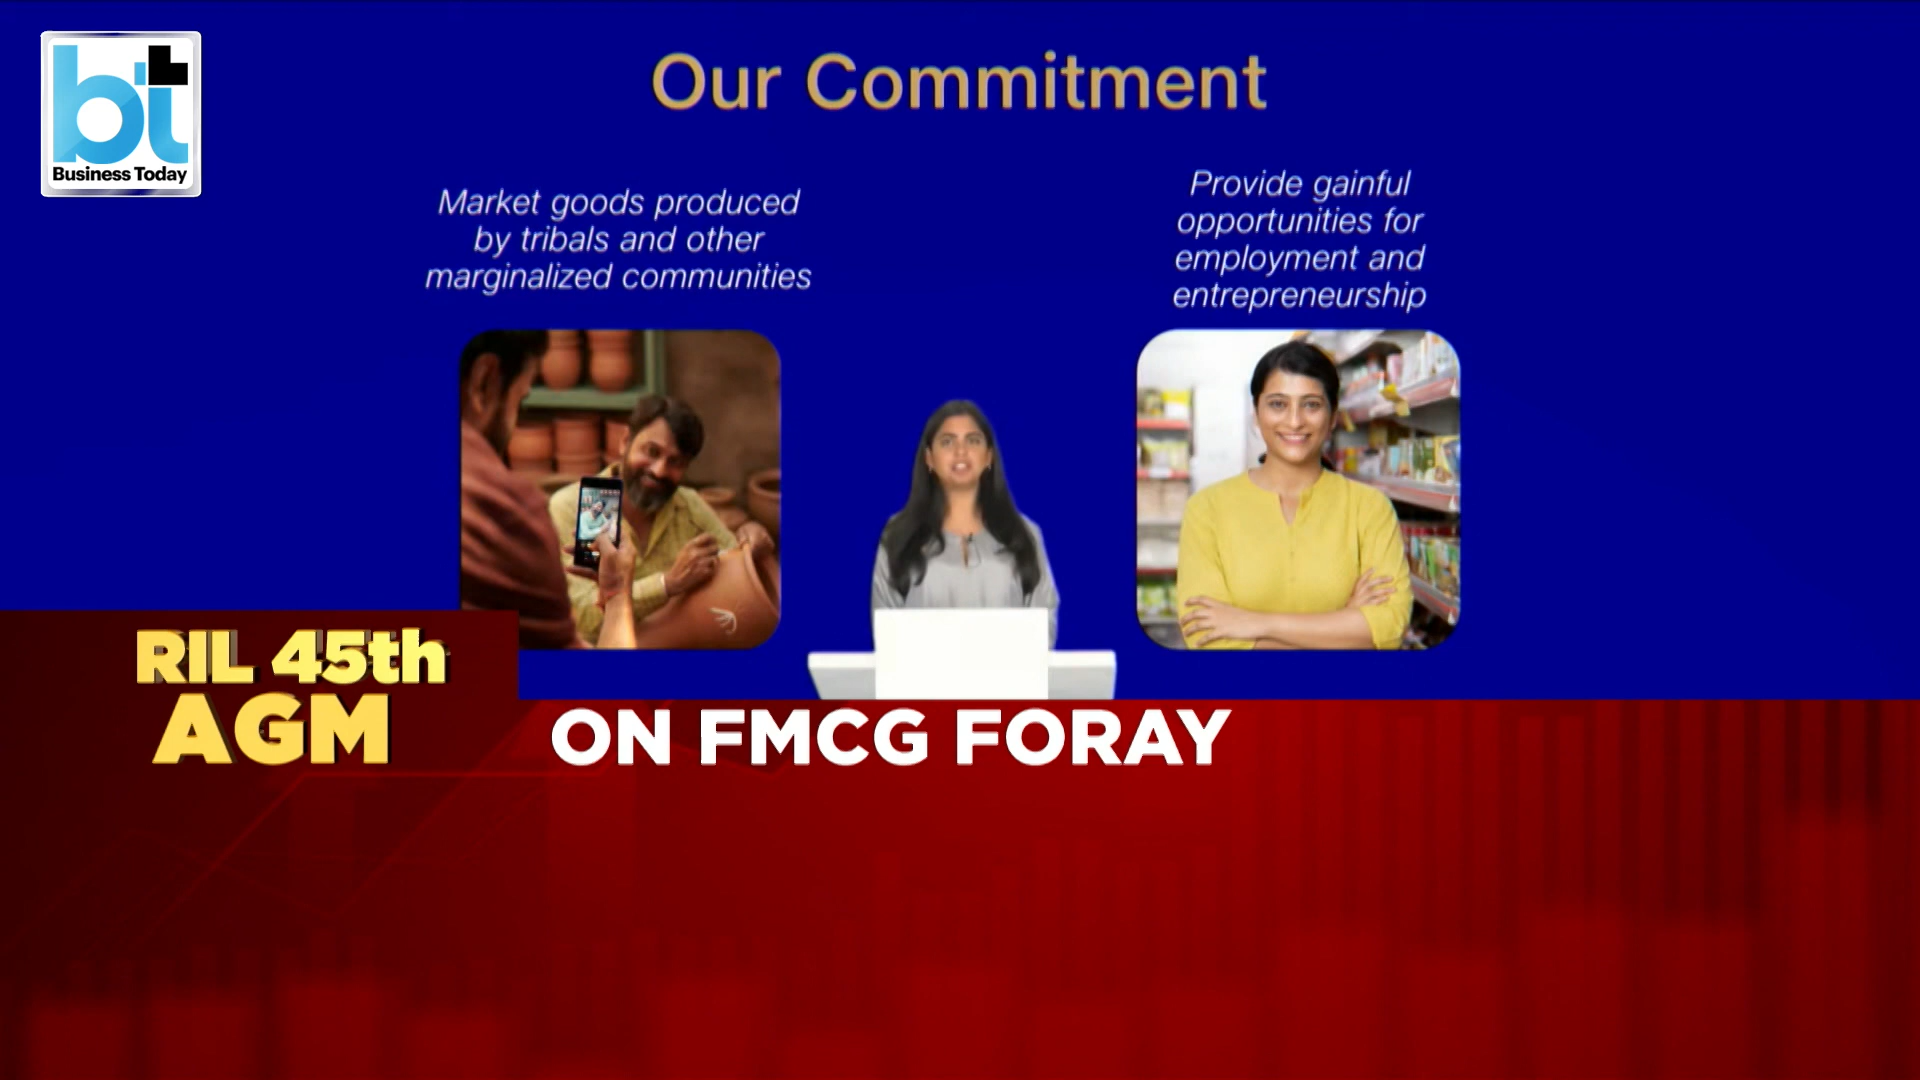 bt
Business Today
Our Commitment
Market goods produced
by tribals and other
marginalized communities
Provide gainful
opportunities for
employment and
entrepreneurship
RIL 45th
AGM
ON FMCG FORAY